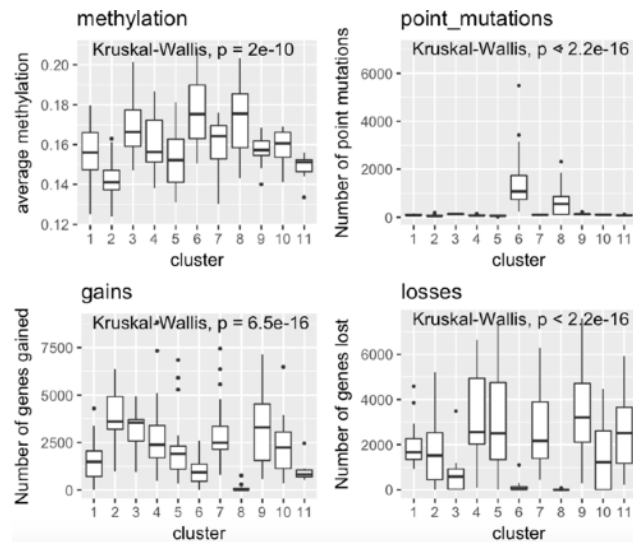 methylation
Kruskal-Wallis, p = 2e-10
average methylation
0.20
0.18
0.16
0.14
0.12
1 2 3 4 5 6 7 8 9 10 11
cluster
point_mutations
Kruskal-Wallis, p < 2.2e-16
Number of point mutations
6000
4000
2000
0
1 2 3 4 5 6 7 8 9 10 11
cluster
gains
Kruskal-Wallis, p = 6.5e-16
Number of genes gained
7500
5000
2500
0
1 2 3 4 5 6 7 8 9 10 11
cluster
losses
Kruskal-Wallis, p < 2.2e-16
Number of genes lost
6000
4000
2000
0
1 2 3 4 5 6 7 8 9 10 11
cluster